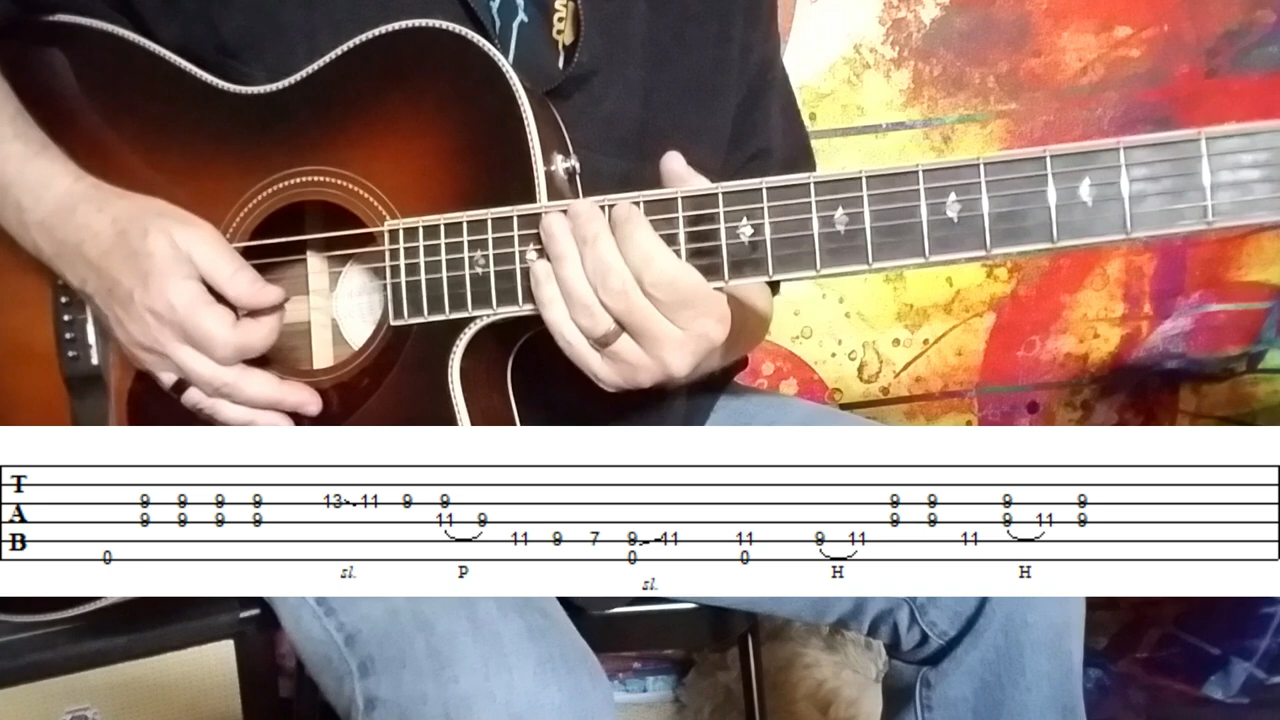 T
9 9 9 9 13 11 9 9 9 9 9 9
A
9 9 9 9 11 9 9 9 9 11 9
B
11 9 7 9 11 11 9 11 11
0 0 0
sl. P sl. H H